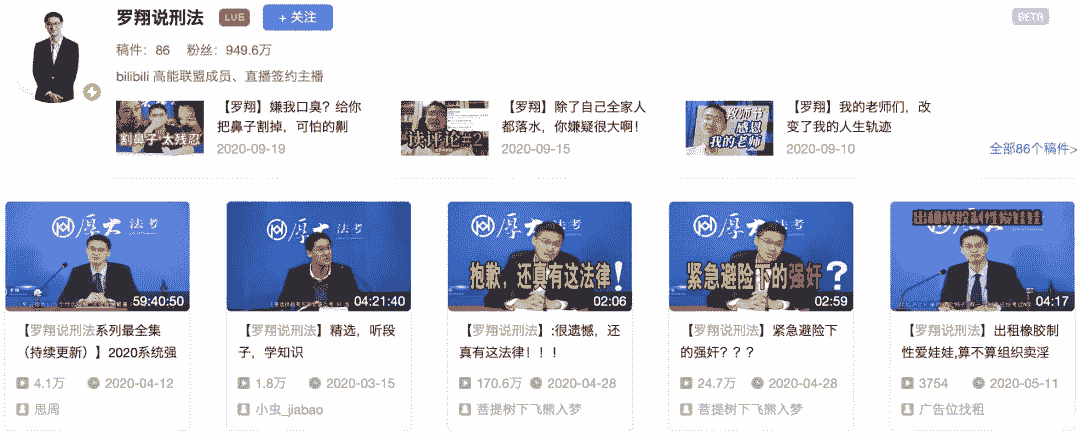 罗翔说刑法 LV6 + 关注
BETA
稿件：86 粉丝：949.6万
bilibili 高能联盟成员、直播签约主播
割鼻子 太残忍
【罗翔】嫌我口臭？给你
把鼻子割掉，可怕的劓
2020-09-19
读评论#2
【罗翔】除了自己全家人
都落水，你嫌疑很大啊！
2020-09-15
教师节
感恩
我的老师
【罗翔】我的老师们，改
变了我的人生轨迹
2020-09-10
全部86个稿件>
厚大法考
59:40:50
【罗翔说刑法系列最全集
（持续更新）】2020系统强
4.1万 2020-04-12
思周
厚大法考
04:21:40
【罗翔说刑法】精选，听段
子，学知识
1.8万 2020-03-15
小虫_jiabao
厚大法考
抱歉，还真有这法律！
02:06
【罗翔说刑法】:很遗憾，还
真有这法律！！！
170.6万 2020-04-28
菩提树下飞熊入梦
厚大法考
紧急避险下的强奸？
02:59
【罗翔说刑法】紧急避险下
的强奸？？？
24.7万 2020-04-28
菩提树下飞熊入梦
出租橡胶制性爱娃娃
厚大法考
04:17
【罗翔说刑法】出租橡胶制
性爱娃娃,算不算组织卖淫
3754 2020-05-11
广告位找租